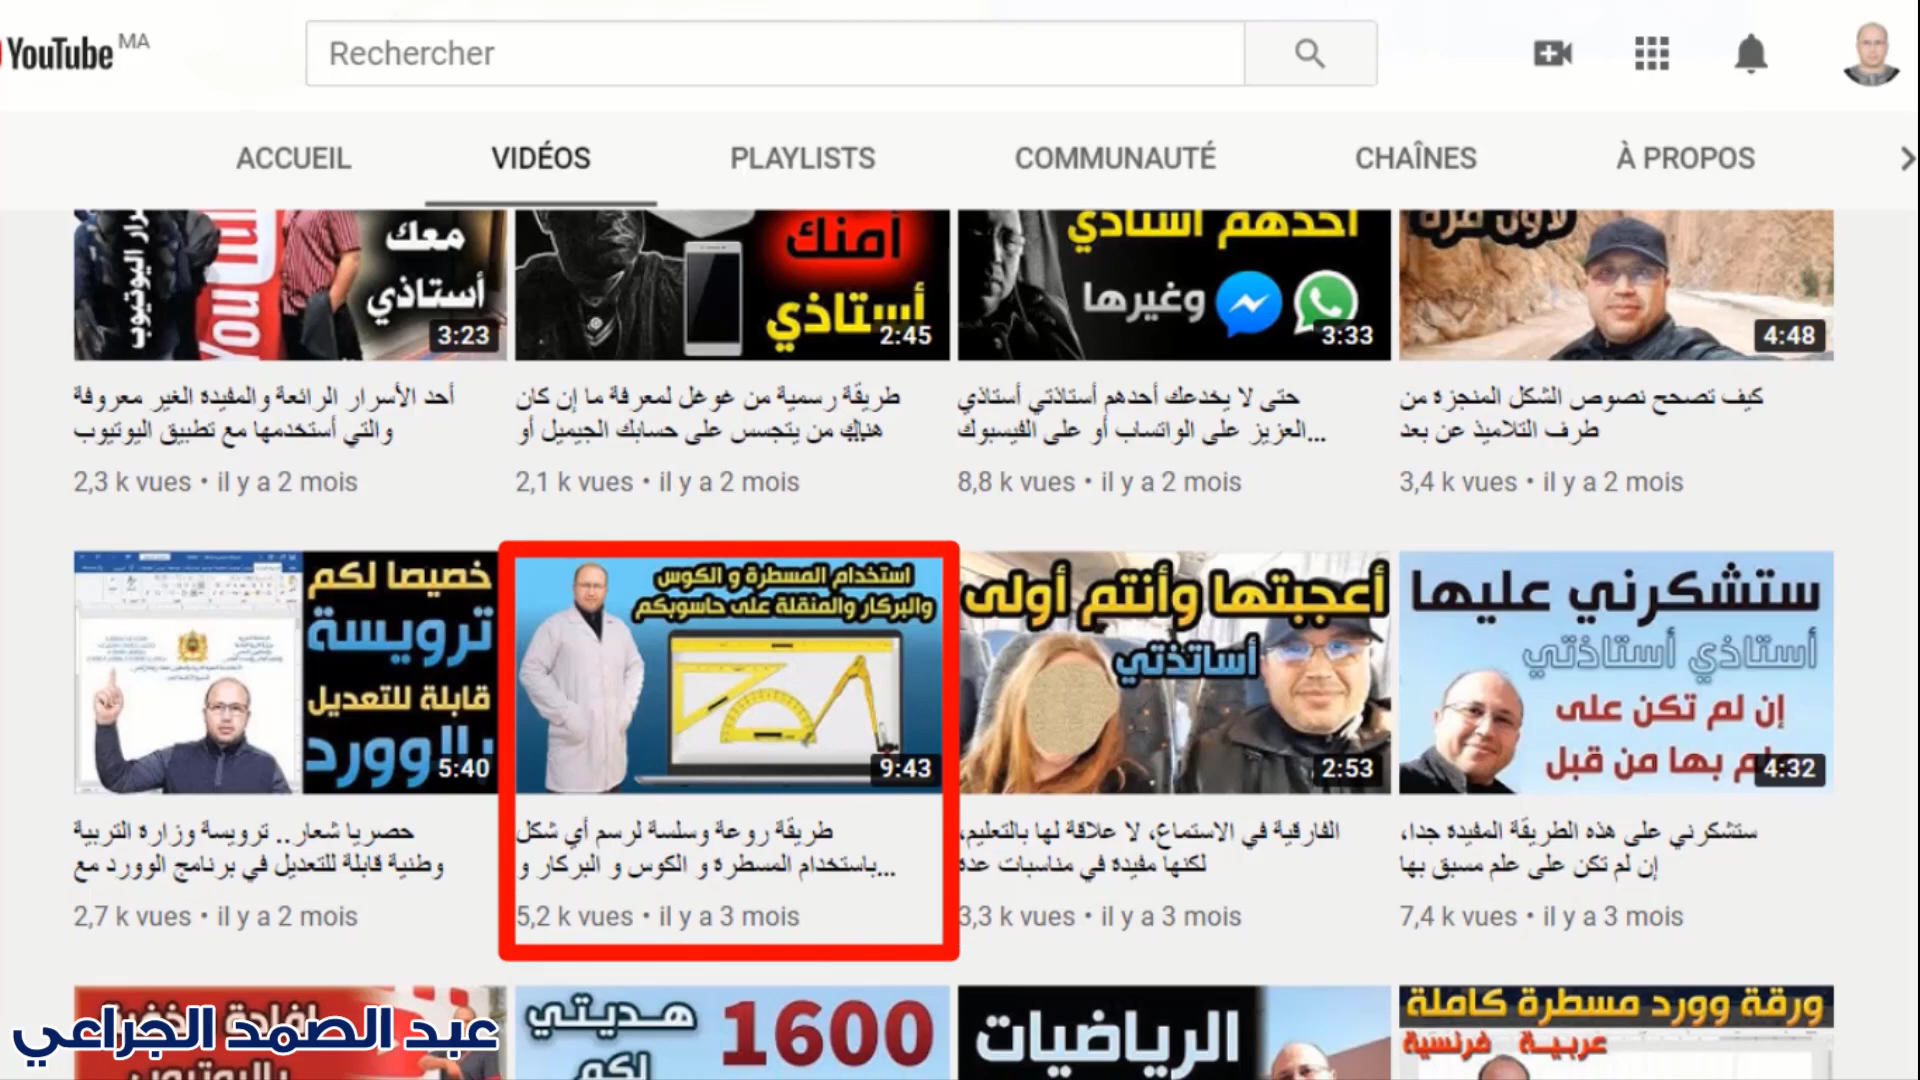 YouTube MA
Rechercher
ACCUEIL
VIDÉOS
PLAYLISTS
COMMUNAUTÉ
CHAÎNES
À PROPOS
معك
أستاذي
YouTu
اليوتيوب
3:23
أمنك
أستاذي
2:45
أحدهم أستاذي
وغيرها
3:33
لأول مرة
4:48
أحد الأسرار الرائعة والمفيدة الغير معروفة
والتي أستخدمها مع تطبيق اليوتيوب
2,3 k vues • il y a 2 mois
طريقة رسمية من غوغل لمعرفة ما إن كان
هناك من يتجسس على حسابك الجيميل أو
2,1 k vues • il y a 2 mois
حتى لا يخدعك أحدهم أستاذتي أستاذي
العزيز على الواتساب أو على الفيسبوك...
8,8 k vues • il y a 2 mois
كيف تصحح نصوص الشكل المنجزة من
طرف التلاميذ عن بعد
3,4 k vues • il y a 2 mois
خصيصا لكم
ترويسة
قابلة للتعديل
بالوورد
5:40
استخدام المسطرة و الكوس
والبركار والمنقلة على حاسوبكم
9:43
أعجبتها وأنتم أولى
أساتذتي
2:53
ستشكرني عليها
أستاذي أستاذتي
إن لم تكن على
بها من قبل
4:32
حصريا شعار.. ترويسة وزارة التربية
وطنية قابلة للتعديل في برنامج الوورد مع
2,7 k vues • il y a 2 mois
طريقة روعة وسلسة لرسم أي شكل
باستخدام المسطرة و الكوس و البركار و...
5,2 k vues • il y a 3 mois
الفارقية في الاستماع، لا علاقة لها بالتعليم،
لكنها مفيدة في مناسبات عدة
3,3 k vues • il y a 3 mois
ستشكرني على هذه الطريقة المفيدة جدا،
إن لم تكن على علم مسبق بها
7,4 k vues • il y a 3 mois
عبد الصمد الجراعي
باليوتيوب
هديتي
لكم
1600
الرياضيات
ورقة وورد مسطرة كاملة
عربية فرنسية